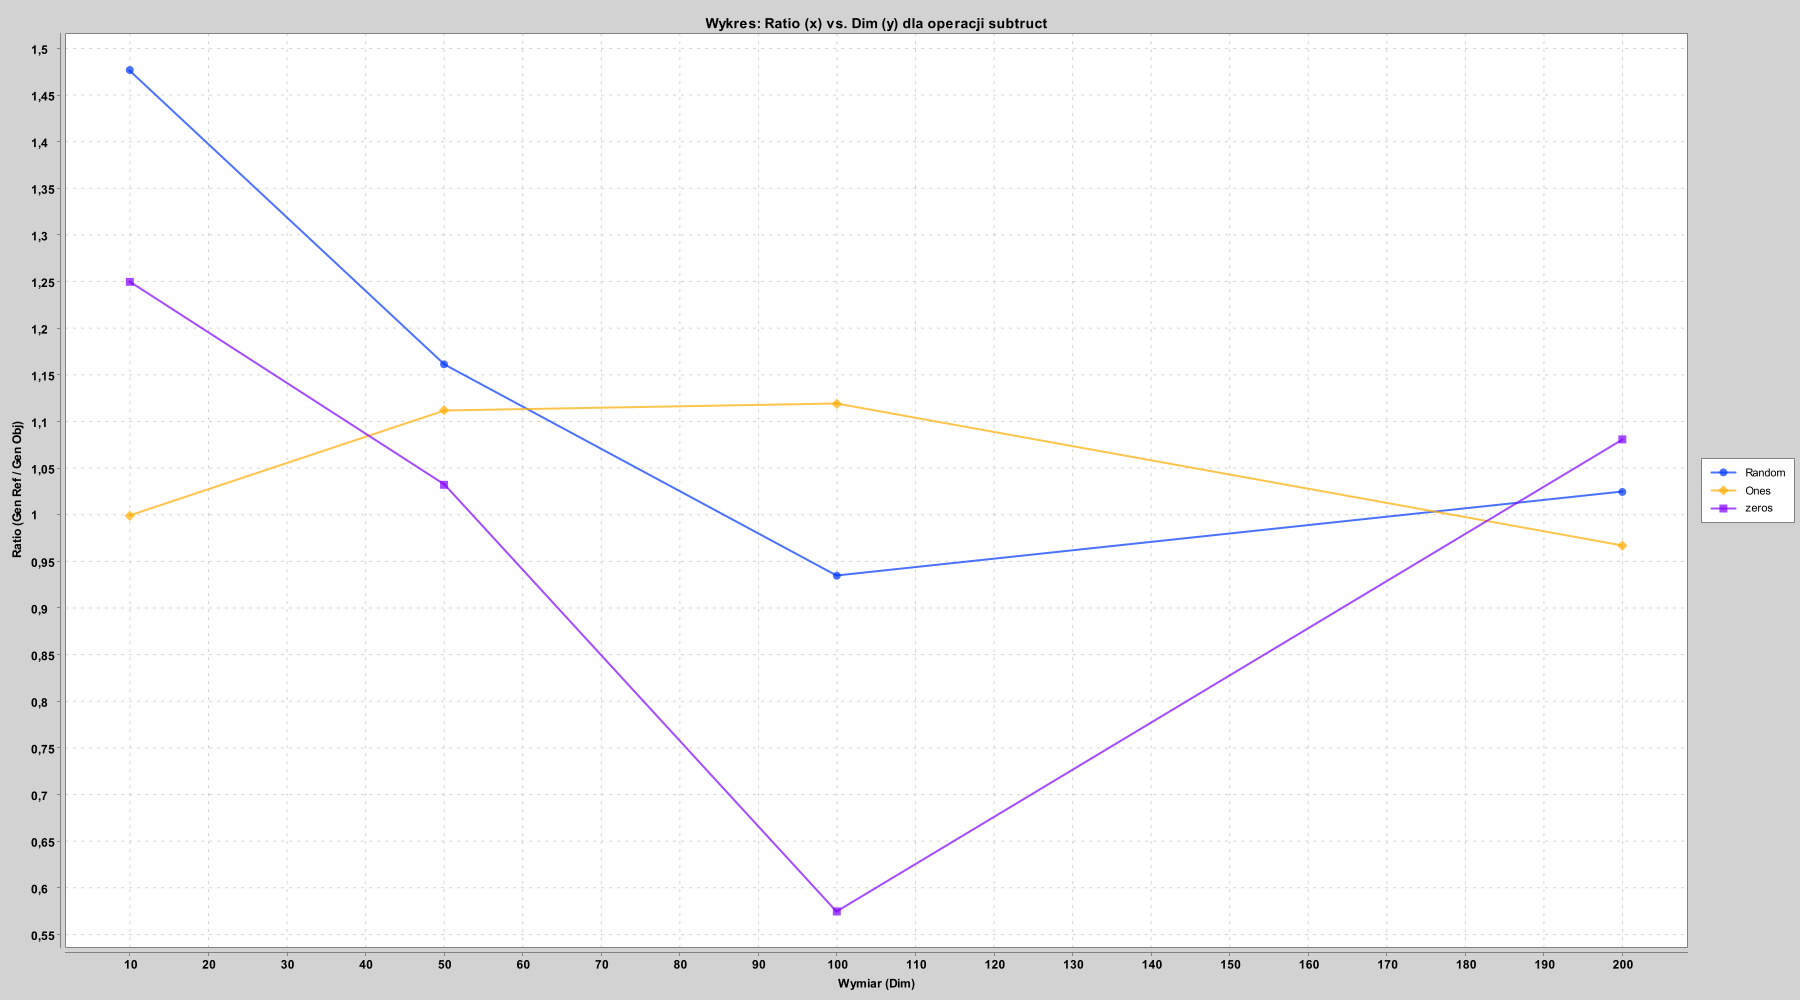 Wykres: Ratio (x) vs. Dim (y) dla operacji subtruct
Ratio (Gen Ref / Gen Obj)
1,5
1,45
1,4
1,35
1,3
1,25
1,2
1,15
1,1
1,05
1
0,95
0,9
0,85
0,8
0,75
0,7
0,65
0,6
0,55
10 20 30 40 50 60 70 80 90 100 110 120 130 140 150 160 170 180 190 200
Wymiar (Dim)
Random
Ones
zeros